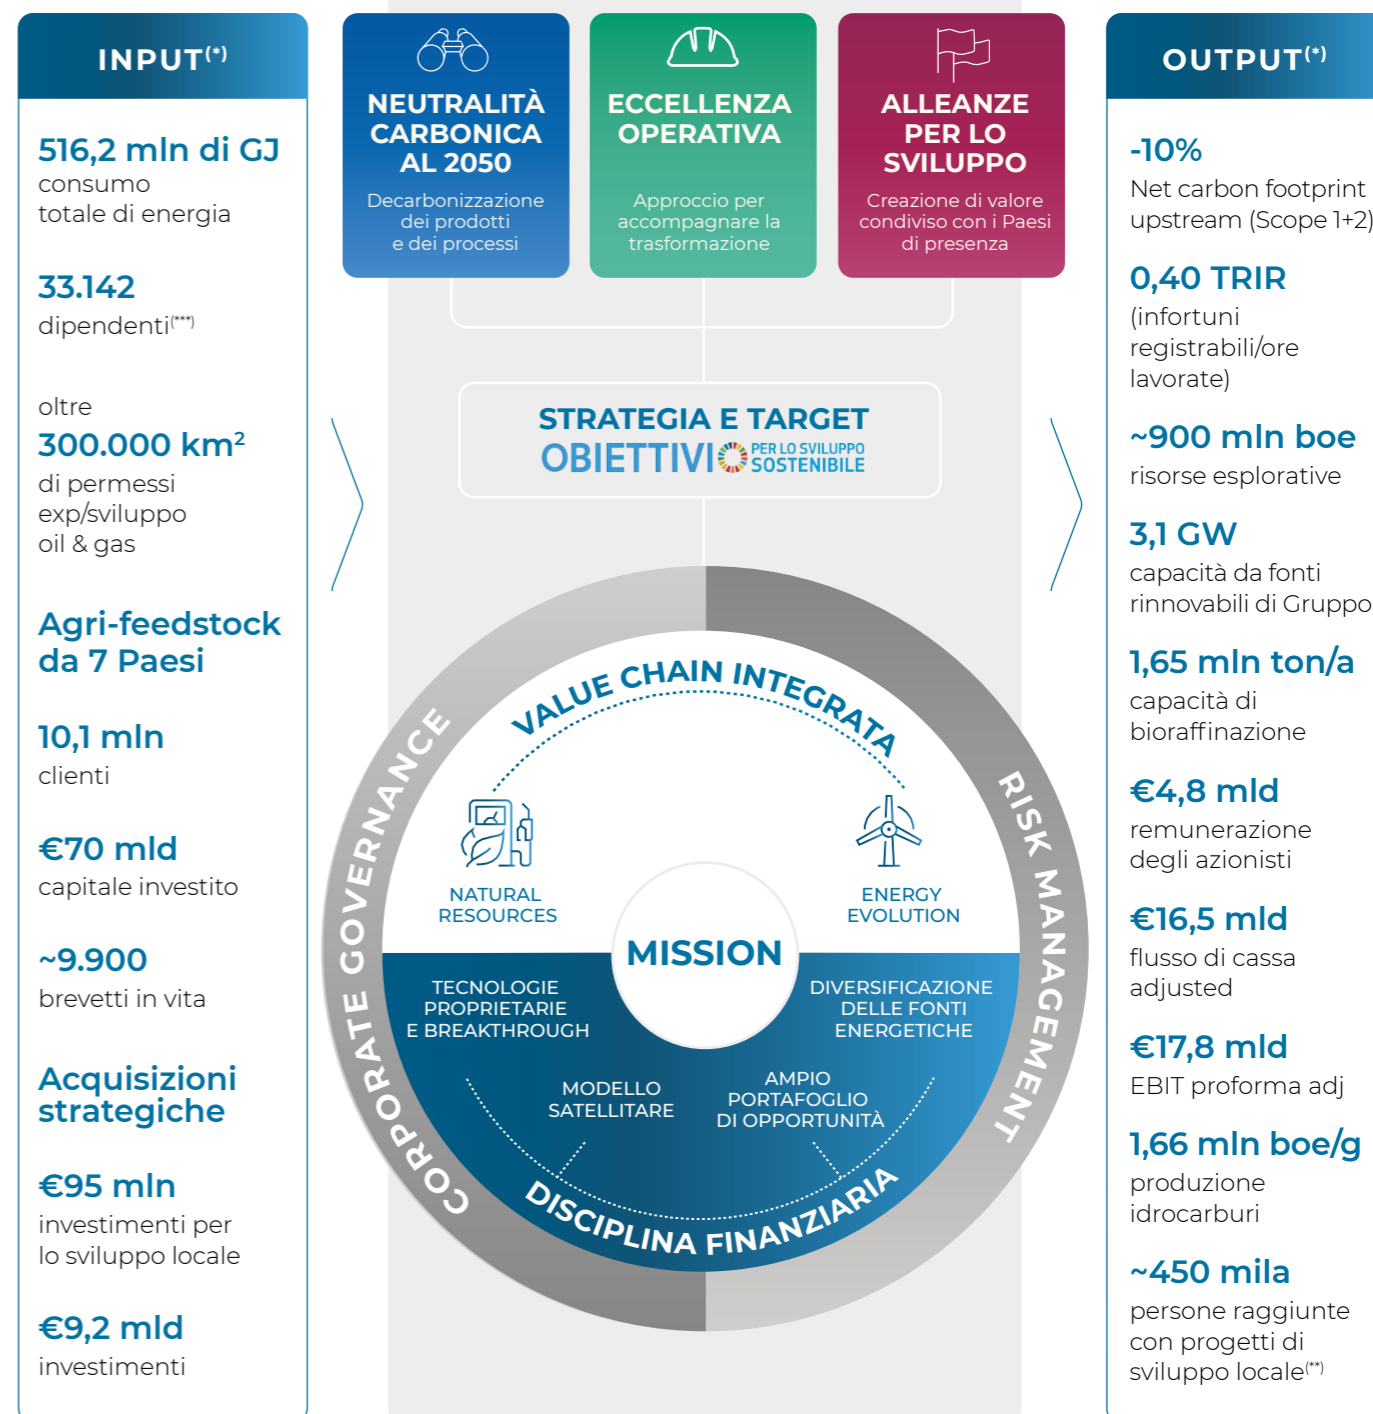 INPUT(*)
516,2 mln di GJ
consumo
totale di energia
33.142
dipendenti(***)
oltre
300.000 km²
di permessi
exp/sviluppo
oil & gas
Agri-feedstock
da 7 Paesi
10,1 mln
clienti
€70 mld
capitale investito
~9.900
brevetti in vita
Acquisizioni
strategiche
€95 mln
investimenti per
lo sviluppo locale
€9,2 mld
investimenti
NEUTRALITÀ
CARBONICA
AL 2050
Decarbonizzazione
dei prodotti
e dei processi
ECCELLENZA
OPERATIVA
Approccio per
accompagnare la
trasformazione
ALLEANZE
PER LO
SVILUPPO
Creazione di valore
condiviso con i Paesi
di presenza
STRATEGIA E TARGET
OBIETTIVI PER LO SVILUPPO
SOSTENIBILE
CORPORATE GOVERNANCE
RISK MANAGEMENT
VALUE CHAIN INTEGRATA
NATURAL
RESOURCES
ENERGY
EVOLUTION
MISSION
TECNOLOGIE
PROPRIETARIE
E BREAKTHROUGH
DIVERSIFICAZIONE
DELLE FONTI
ENERGETICHE
MODELLO
SATELLITARE
AMPIO
PORTAFOGLIO
DI OPPORTUNITÀ
DISCIPLINA FINANZIARIA
OUTPUT(*)
-10%
Net carbon footprint
upstream (Scope 1+2)
0,40 TRIR
(infortuni
registrabili/ore
lavorate)
~900 mln boe
risorse esplorative
3,1 GW
capacità da fonti
rinnovabili di Gruppo
1,65 mln ton/a
capacità di
bioraffinazione
€4,8 mld
remunerazione
degli azionisti
€16,5 mld
flusso di cassa
adjusted
€17,8 mld
EBIT proforma adj
1,66 mln boe/g
produzione
idrocarburi
~450 mila
persone raggiunte
con progetti di
sviluppo locale(**)